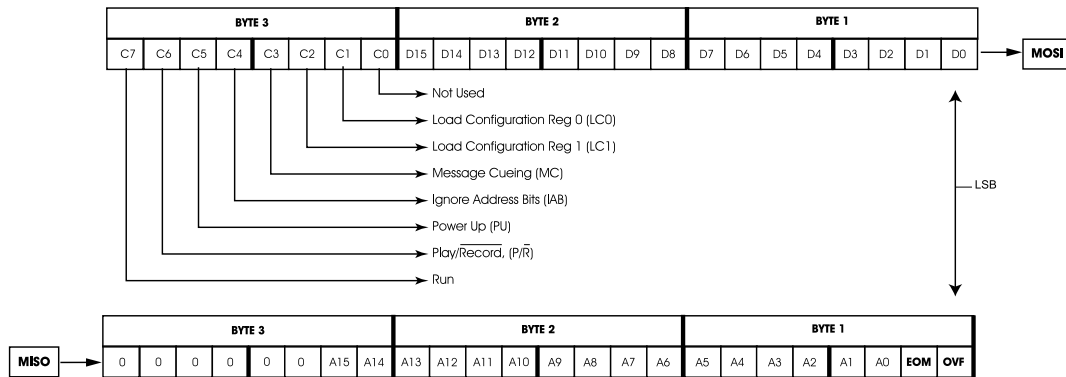 BYTE 3 BYTE 2 BYTE 1
C7 C6 C5 C4 C3 C2 C1 C0 D15 D14 D13 D12 D11 D10 D9 D8 D7 D6 D5 D4 D3 D2 D1 D0 MOSI
Not Used
Load Configuration Reg 0 (LC0)
Load Configuration Reg 1 (LC1)
Message Cueing (MC)
Ignore Address Bits (IAB)
LSB
Power Up (PU)
Play/Record, (P/R)
Run
BYTE 3 BYTE 2 BYTE 1
MISO 0 0 0 0 0 0 A15 A14 A13 A12 A11 A10 A9 A8 A7 A6 A5 A4 A3 A2 A1 A0 EOM OVF